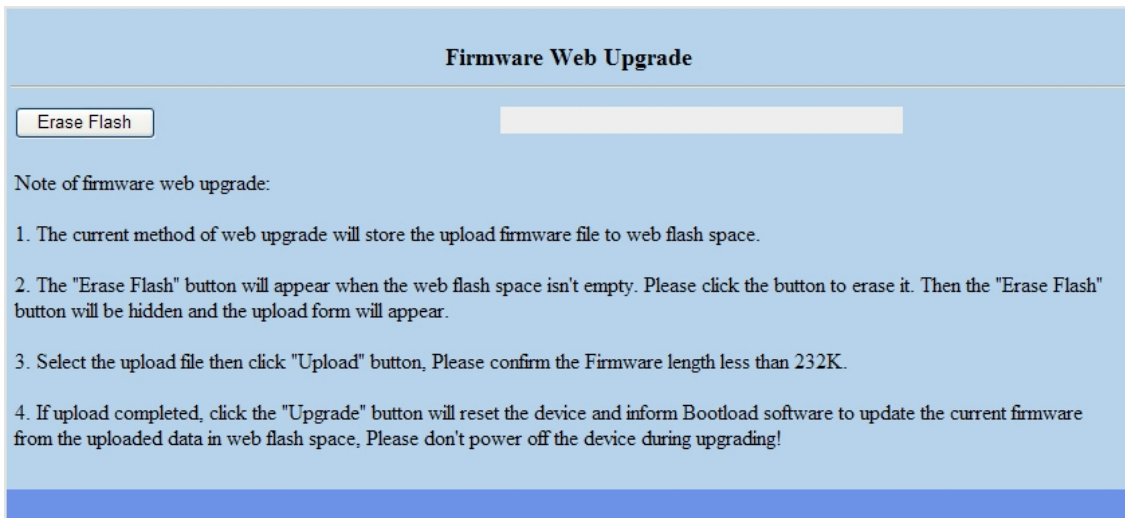 Firmware Web Upgrade
Erase Flash
Note of firmware web upgrade:
1. The current method of web upgrade will store the upload firmware file to web flash space.
2. The "Erase Flash" button will appear when the web flash space isn't empty. Please click the button to erase it. Then the "Erase Flash"
button will be hidden and the upload form will appear.
3. Select the upload file then click "Upload" button, Please confirm the Firmware length less than 232K.
4. If upload completed, click the "Upgrade" button will reset the device and inform Bootload software to update the current firmware
from the uploaded data in web flash space, Please don't power off the device during upgrading!